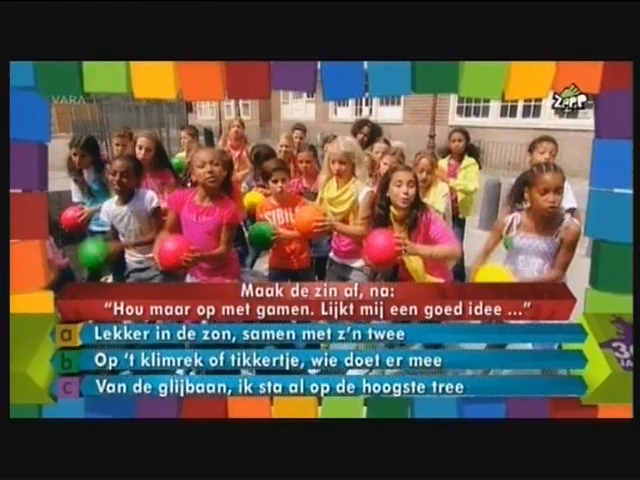 VARA
Zapp
SIBIL
Maak de zin af, na:
"Hou maar op met gamen. Lijkt mij een goed idee ..."
a Lekker in de zon, samen met z'n twee
b Op 't klimrek of tikkertje, wie doet er mee
c Van de glijbaan, ik sta al op de hoogste tree